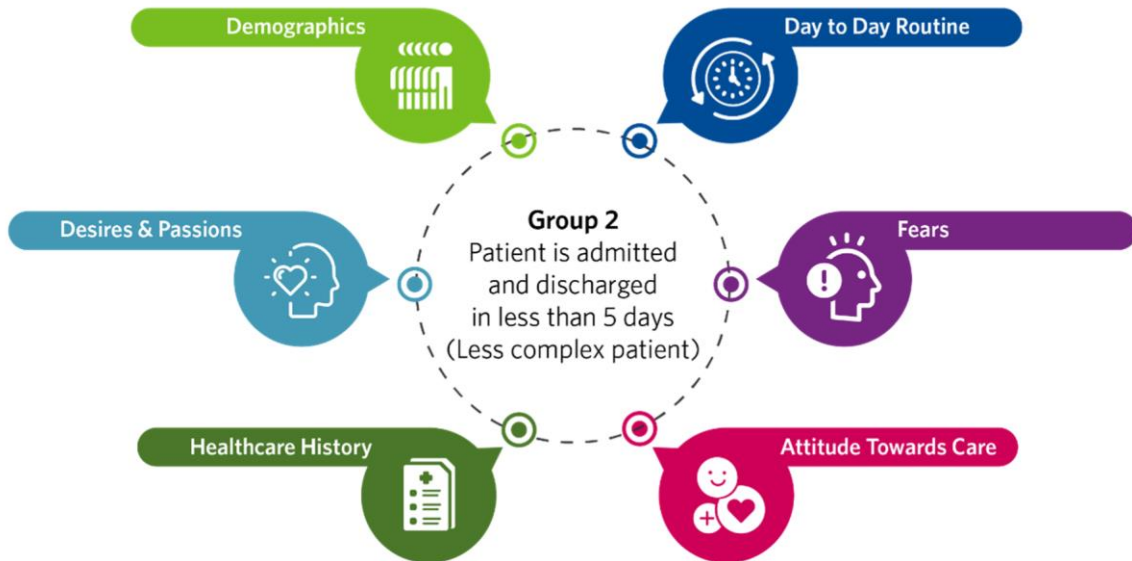 Demographics
Day to Day Routine
Desires & Passions
Group 2
Patient is admitted
and discharged
in less than 5 days
(Less complex patient)
Fears
Healthcare History
Attitude Towards Care